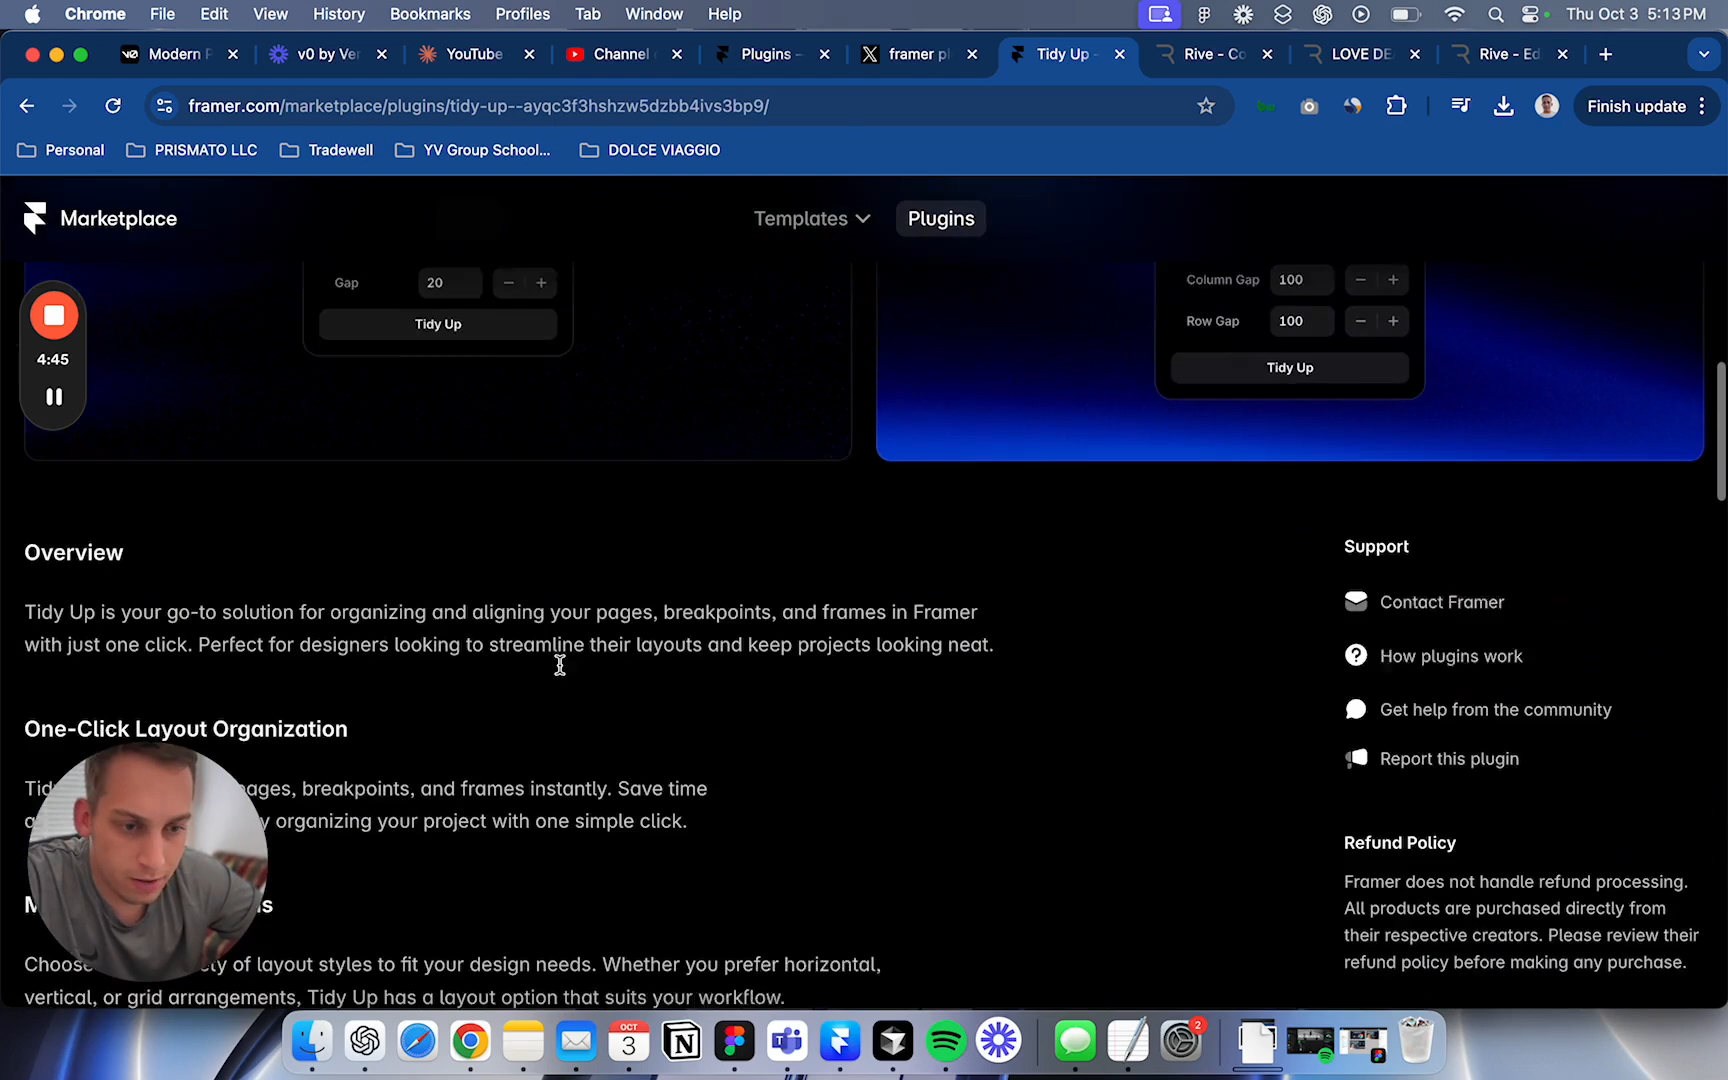 Chrome File Edit View History Bookmarks Profiles Tab Window Help Thu Oct 3 5:13 PM
Modern v0 by Ver YouTube Channel Plugins – framer pl Tidy Up – Rive - Co LOVE DE Rive - Ed
framer.com/marketplace/plugins/tidy-up--ayqc3f3hshzw5dzbb4ivs3bp9/ Finish update
Personal PRISMATO LLC Tradewell YV Group School... DOLCE VIAGGIO
Marketplace Templates Plugins
Gap 20 − +
Tidy Up
Column Gap 100 − +
Row Gap 100 − +
Tidy Up
4:45
Overview
Tidy Up is your go-to solution for organizing and aligning your pages, breakpoints, and frames in Framer
with just one click. Perfect for designers looking to streamline their layouts and keep projects looking neat.
One-Click Layout Organization
pages, breakpoints, and frames instantly. Save time
organizing your project with one simple click.
Choose
of layout styles to fit your design needs. Whether you prefer horizontal,
vertical, or grid arrangements, Tidy Up has a layout option that suits your workflow.
Support
Contact Framer
How plugins work
Get help from the community
Report this plugin
Refund Policy
Framer does not handle refund processing.
All products are purchased directly from
their respective creators. Please review their
refund policy before making any purchase.
OCT
3
2